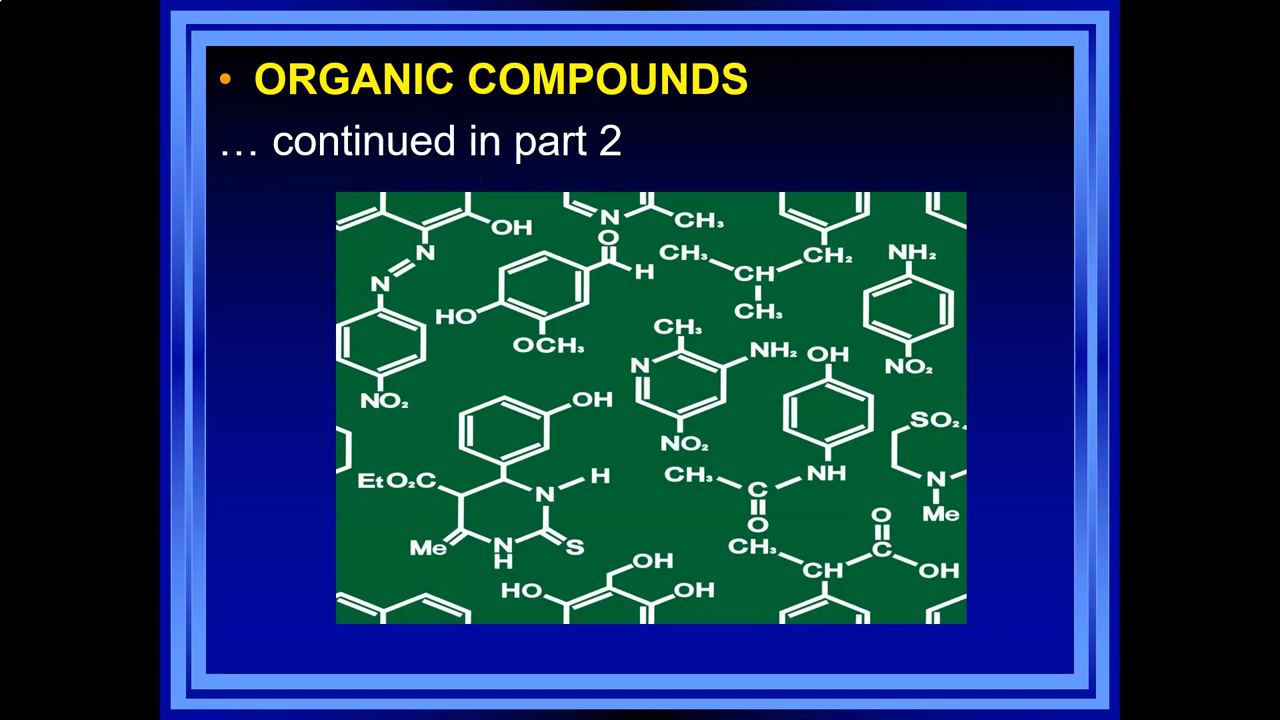 • ORGANIC COMPOUNDS
… continued in part 2
OH
N
CH₃
N
O
H
CH₃
CH
CH₂
NH₂
N
HO
OCH₃
CH₃
NO₂
NO₂
CH₃
N
NH₂
OH
NO₂
OH
SO₂
EtO₂C
N
H
CH₃
C
O
NH
N
Me
Me
N
H
S
OH
HO
OH
CH₃
CH
O
C
OH